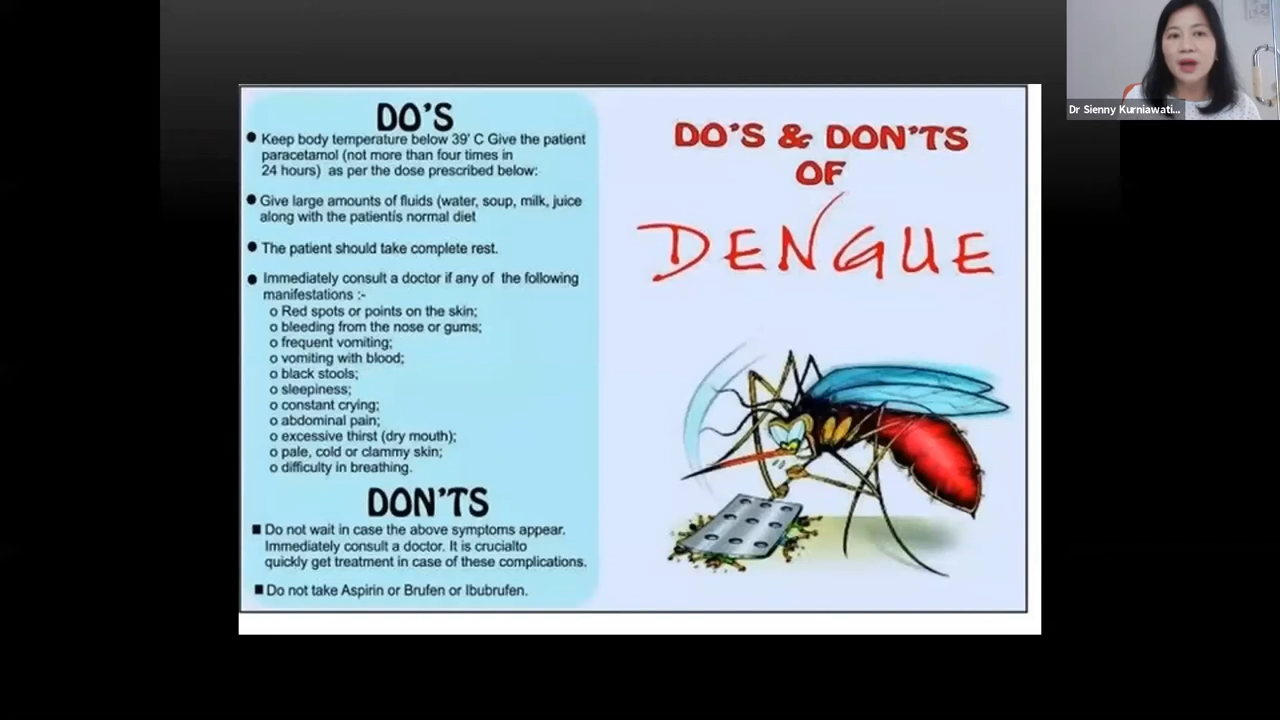 DO'S
Keep body temperature below 39' C Give the patient
paracetamol (not more than four times in
24 hours) as per the dose prescribed below:
Give large amounts of fluids (water, soup, milk, juice
along with the patientís normal diet
The patient should take complete rest.
Immediately consult a doctor if any of the following
manifestations :-
o Red spots or points on the skin;
o bleeding from the nose or gums;
o frequent vomiting;
o vomiting with blood;
o black stools;
o sleepiness;
o constant crying;
o abdominal pain;
o excessive thirst (dry mouth);
o pale, cold or clammy skin;
o difficulty in breathing.
DON'TS
Do not wait in case the above symptoms appear.
Immediately consult a doctor. It is crucialto
quickly get treatment in case of these complications.
Do not take Aspirin or Brufen or Ibubrufen.
DO'S & DON'TS
OF
DENGUE
Dr Sienny Kurniawati...